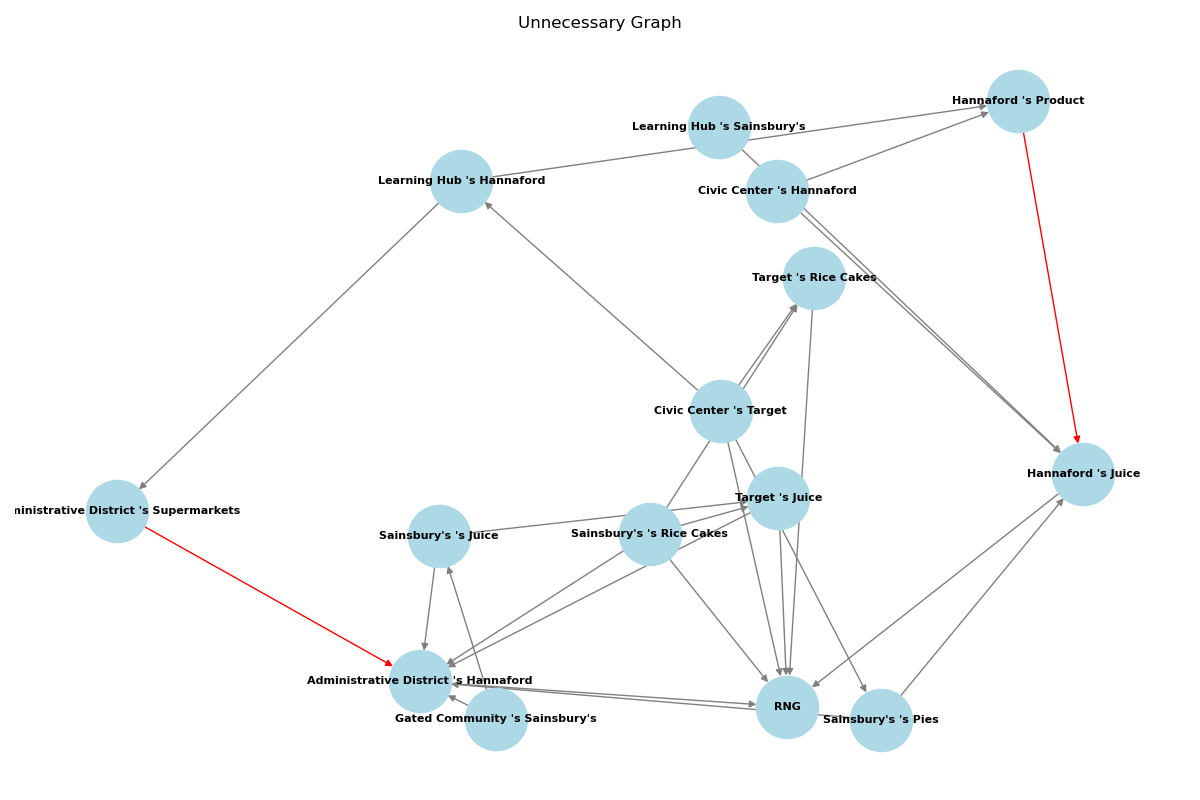 Unnecessary Graph
Hannaford 's Product
Learning Hub 's Sainsbury's
Learning Hub 's Hannaford
Civic Center 's Hannaford
Target 's Rice Cakes
Civic Center 's Target
Hannaford 's Juice
Target 's Juice
ninistrative District 's Supermarkets
Sainsbury's 's Juice
Sainsbury's 's Rice Cakes
Administrative District 's Hannaford
RNG
Gated Community 's Sainsbury's
Sainsbury's 's Pies